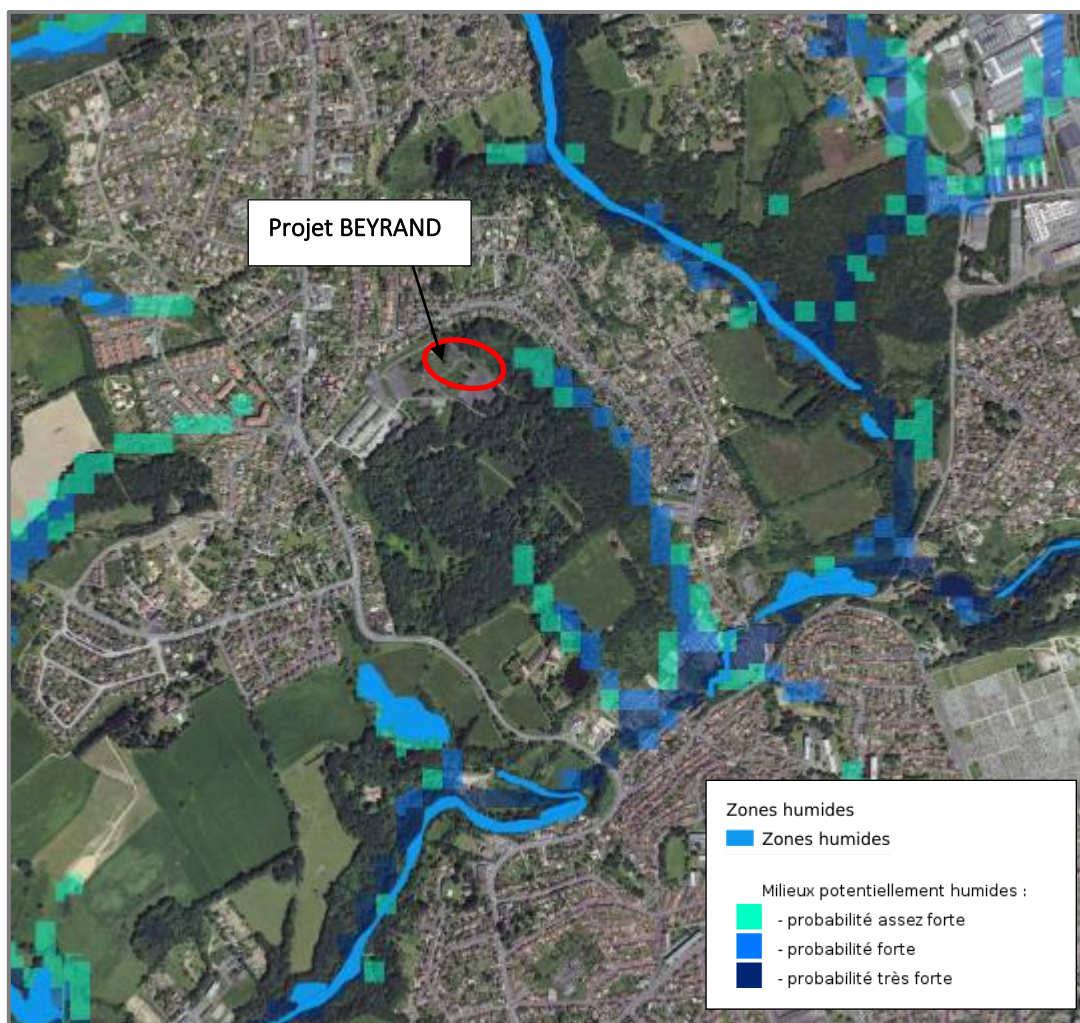 Projet BEYRAND
Zones humides
Zones humides
Milieux potentiellement humides :
- probabilité assez forte
- probabilité forte
- probabilité très forte